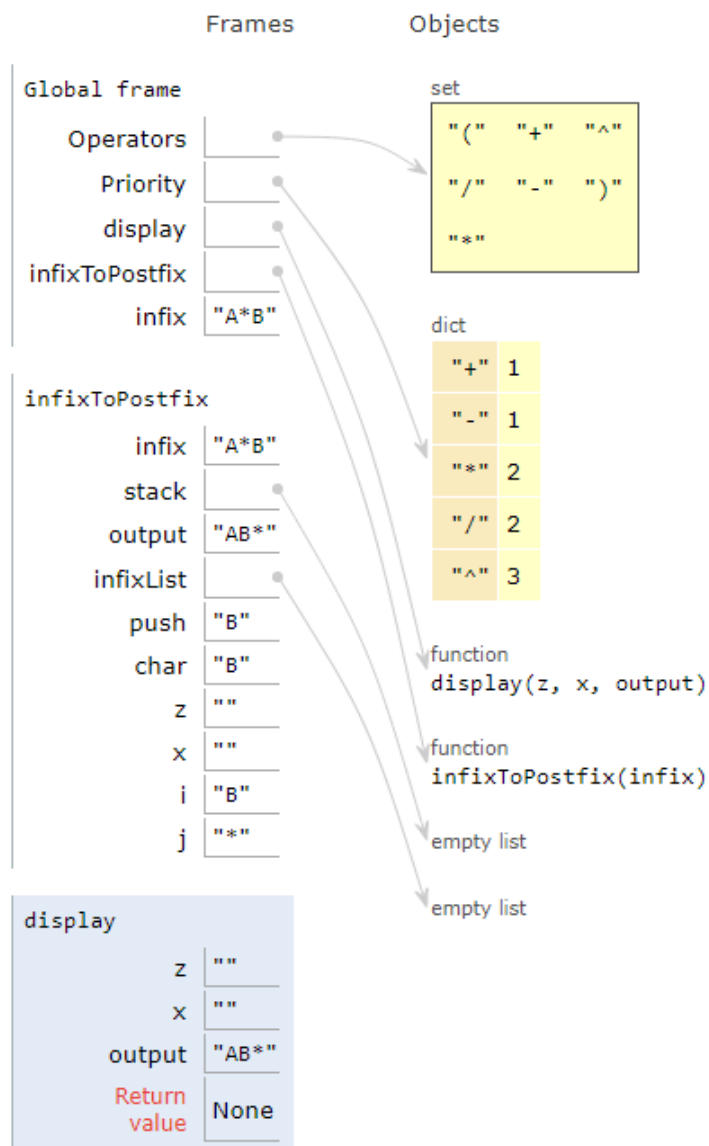 Frames Objects
Global frame
Operators
Priority
display
infixToPostfix
infix "A*B"
set
"(" "+" "^"
"/" "-" ")"
"*"
dict
"+" 1
"-" 1
"*" 2
"/" 2
"^" 3
infixToPostfix
infix "A*B"
stack
output "AB*"
infixList
push "B"
char "B"
z ""
x ""
i "B"
j "*"
function
display(z, x, output)
function
infixToPostfix(infix)
empty list
empty list
display
z ""
x ""
output "AB*"
Return
value None